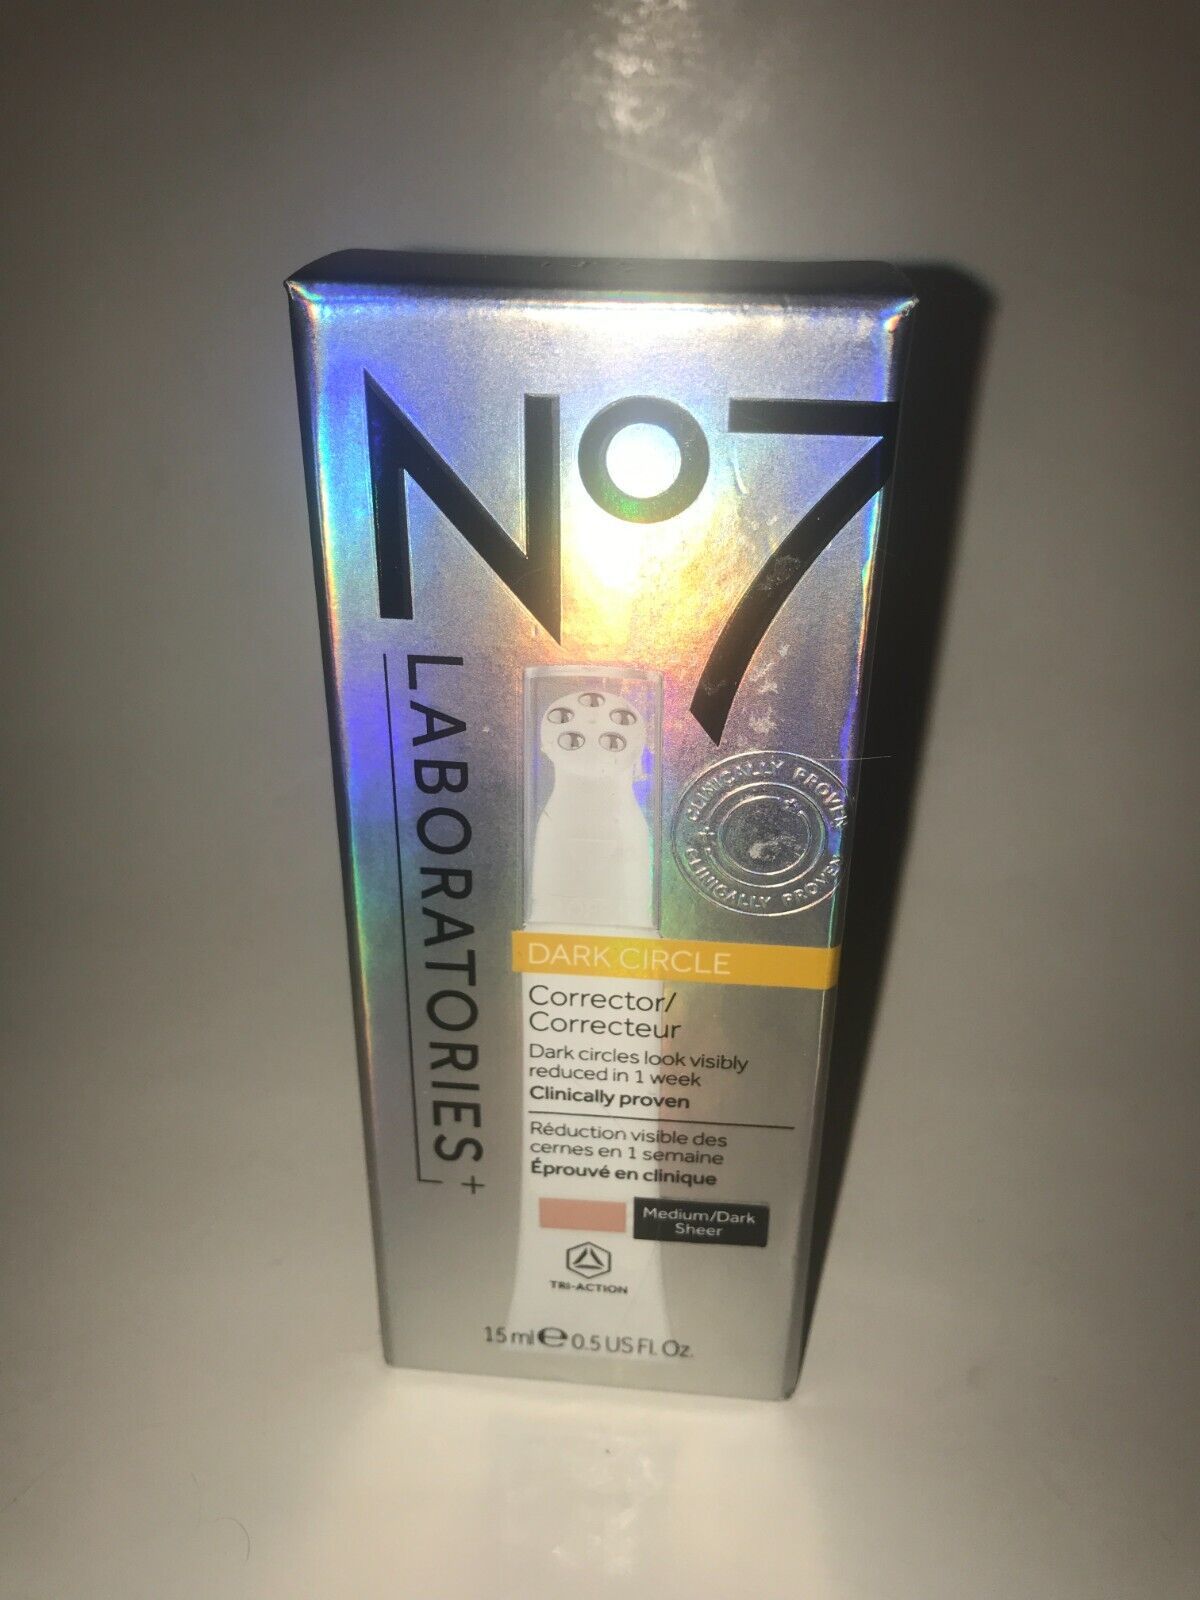 No7
LABORATORIES+
CLINICALLY PROVEN
CLINICALLY PROVEN
DARK CIRCLE
Corrector/
Correcteur
Dark circles look visibly
reduced in 1 week
Clinically proven
Réduction visible des
cernes en 1 semaine
Éprouvé en clinique
Medium/Dark
Sheer
TRI-ACTION
15 ml ℮ 0.5 US Fl. Oz.